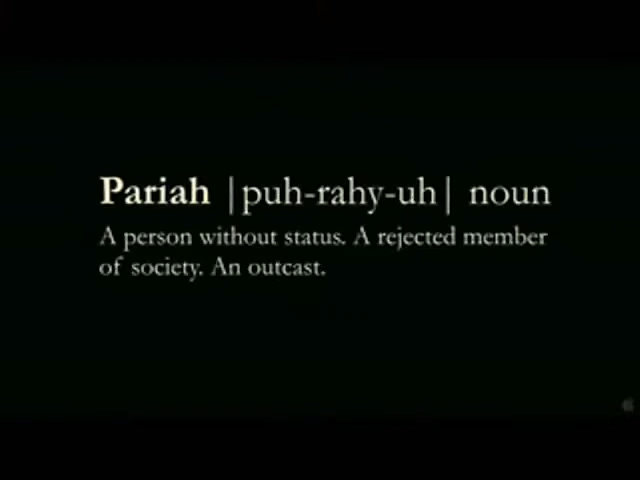 Pariah |puh-rahy-uh| noun
A person without status. A rejected member
of society. An outcast.